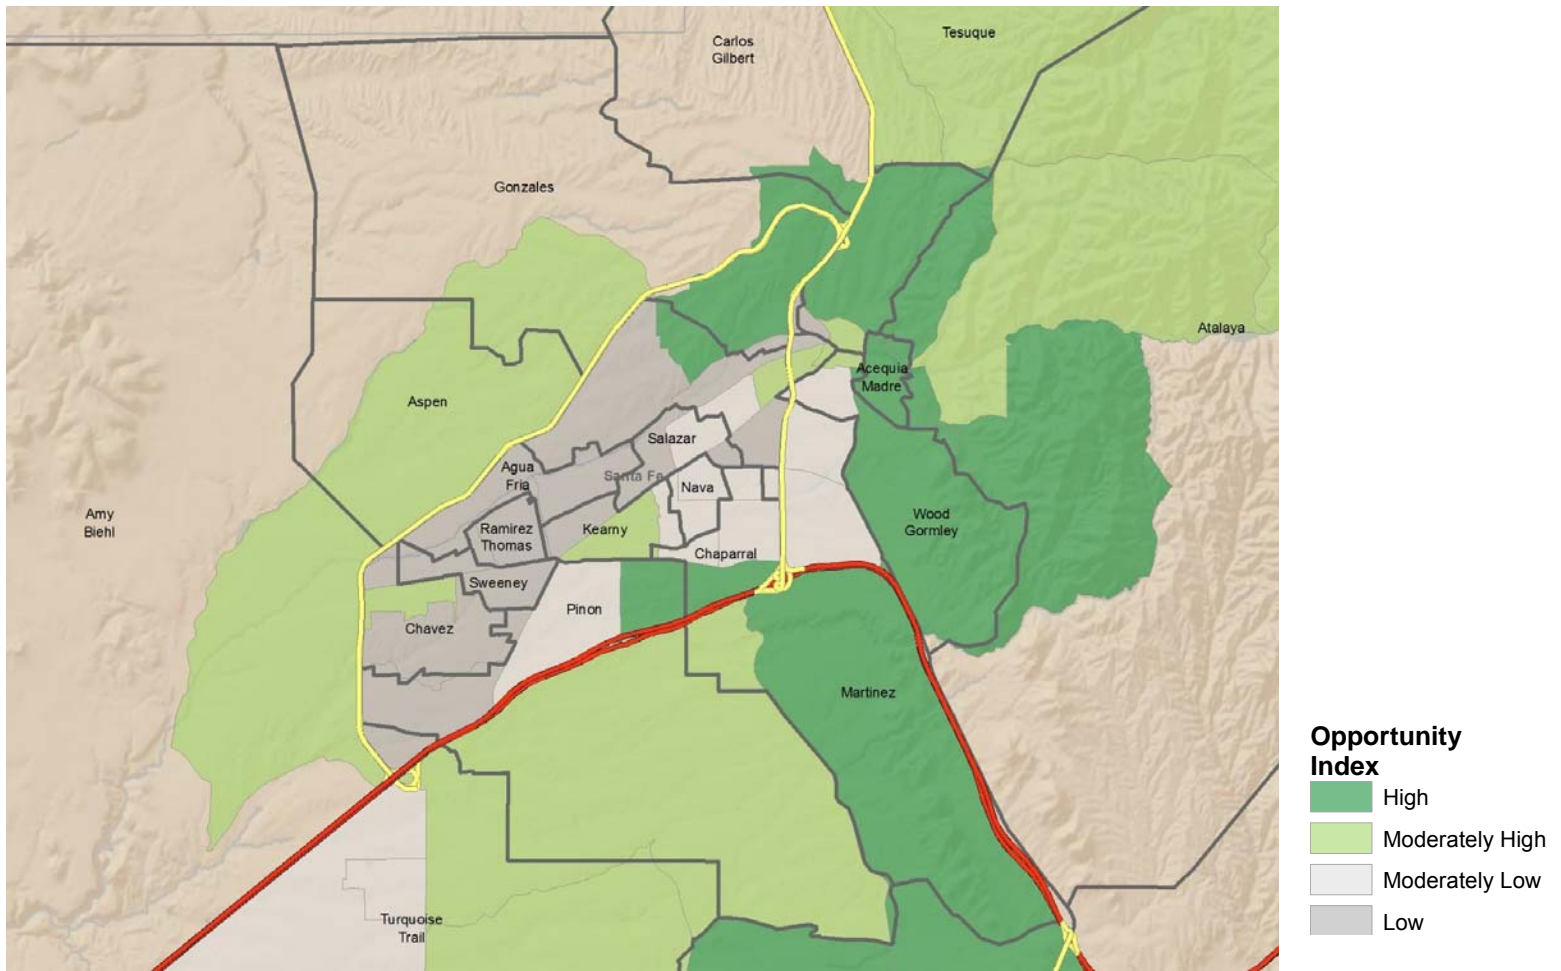 Tesuque
Carlos
Gilbert
Gonzales
Atalaya
Acequia
Madre
Aspen
Salazar
Agua
Fria
Santa Fe
Nava
Amy
Biehl
Ramirez
Thomas
Kearny
Wood
Gormley
Chaparral
Sweeney
Pinon
Chavez
Martinez
Turquoise
Trail
Opportunity
Index
High
Moderately High
Moderately Low
Low